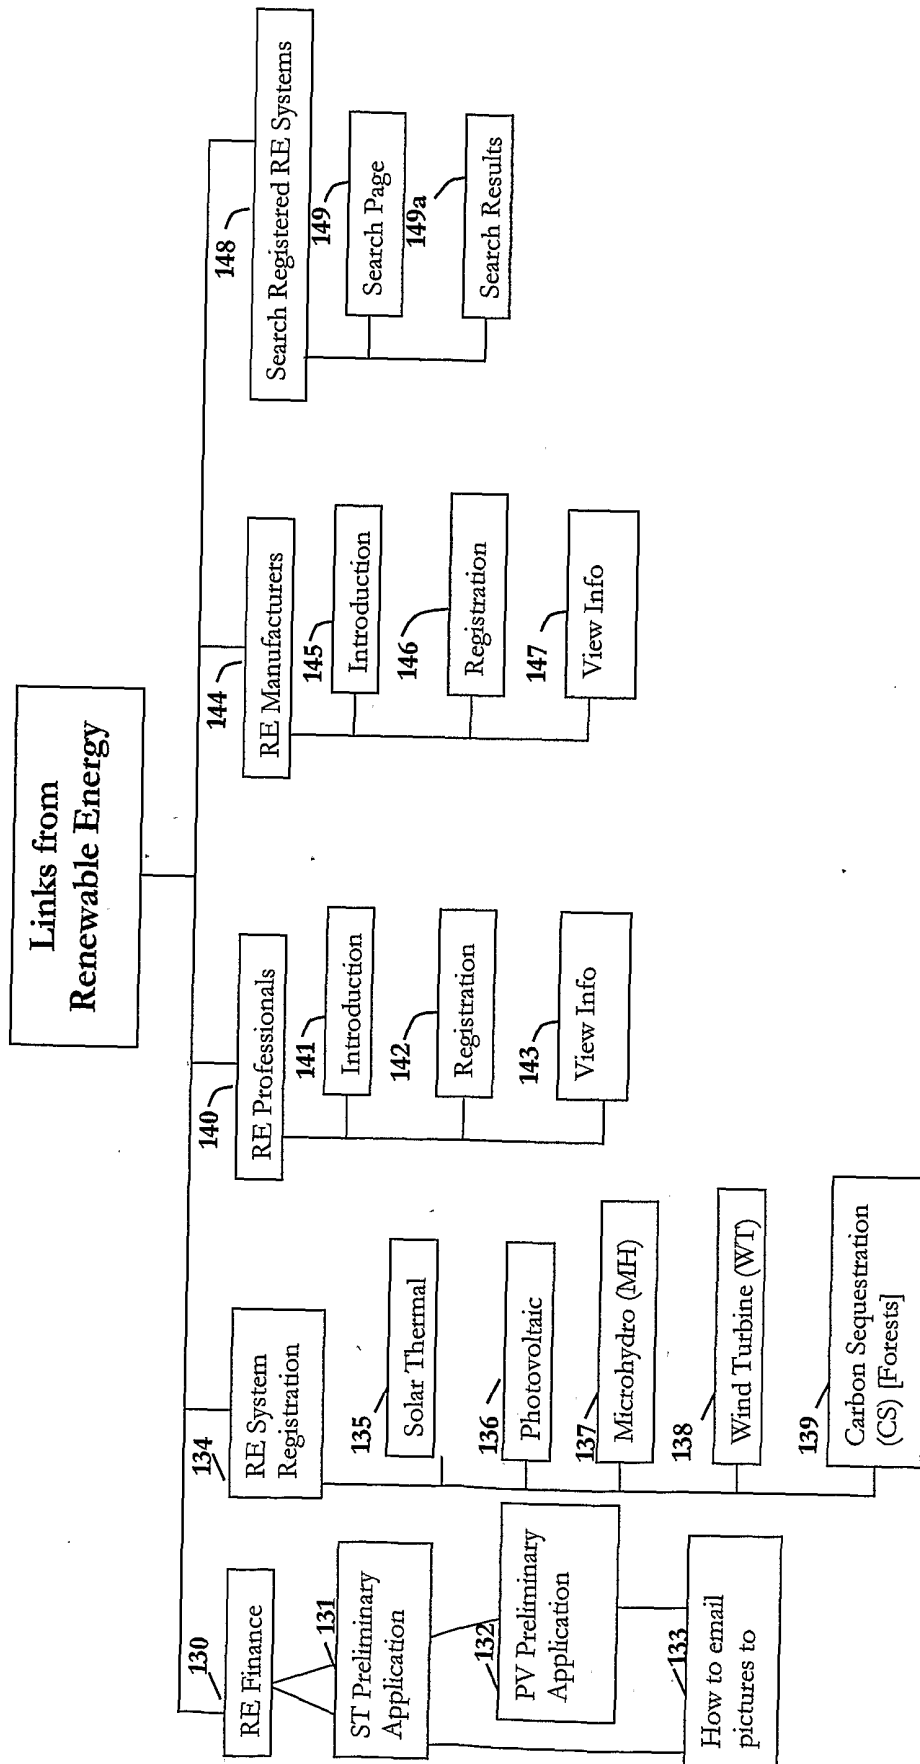 Links from
Renewable Energy
130
RE Finance
131
ST Preliminary
Application
132
PV Preliminary
Application
133
How to email
pictures to
134
RE System
Registration
135
Solar Thermal
136
Photovoltaic
137
Microhydro (MH)
138
Wind Turbine (WT)
139
Carbon Sequestration
(CS) [Forests]
140
RE Professionals
141
Introduction
142
Registration
143
View Info
144
RE Manufacturers
145
Introduction
146
Registration
147
View Info
148
Search Registered RE Systems
149
Search Page
149a
Search Results